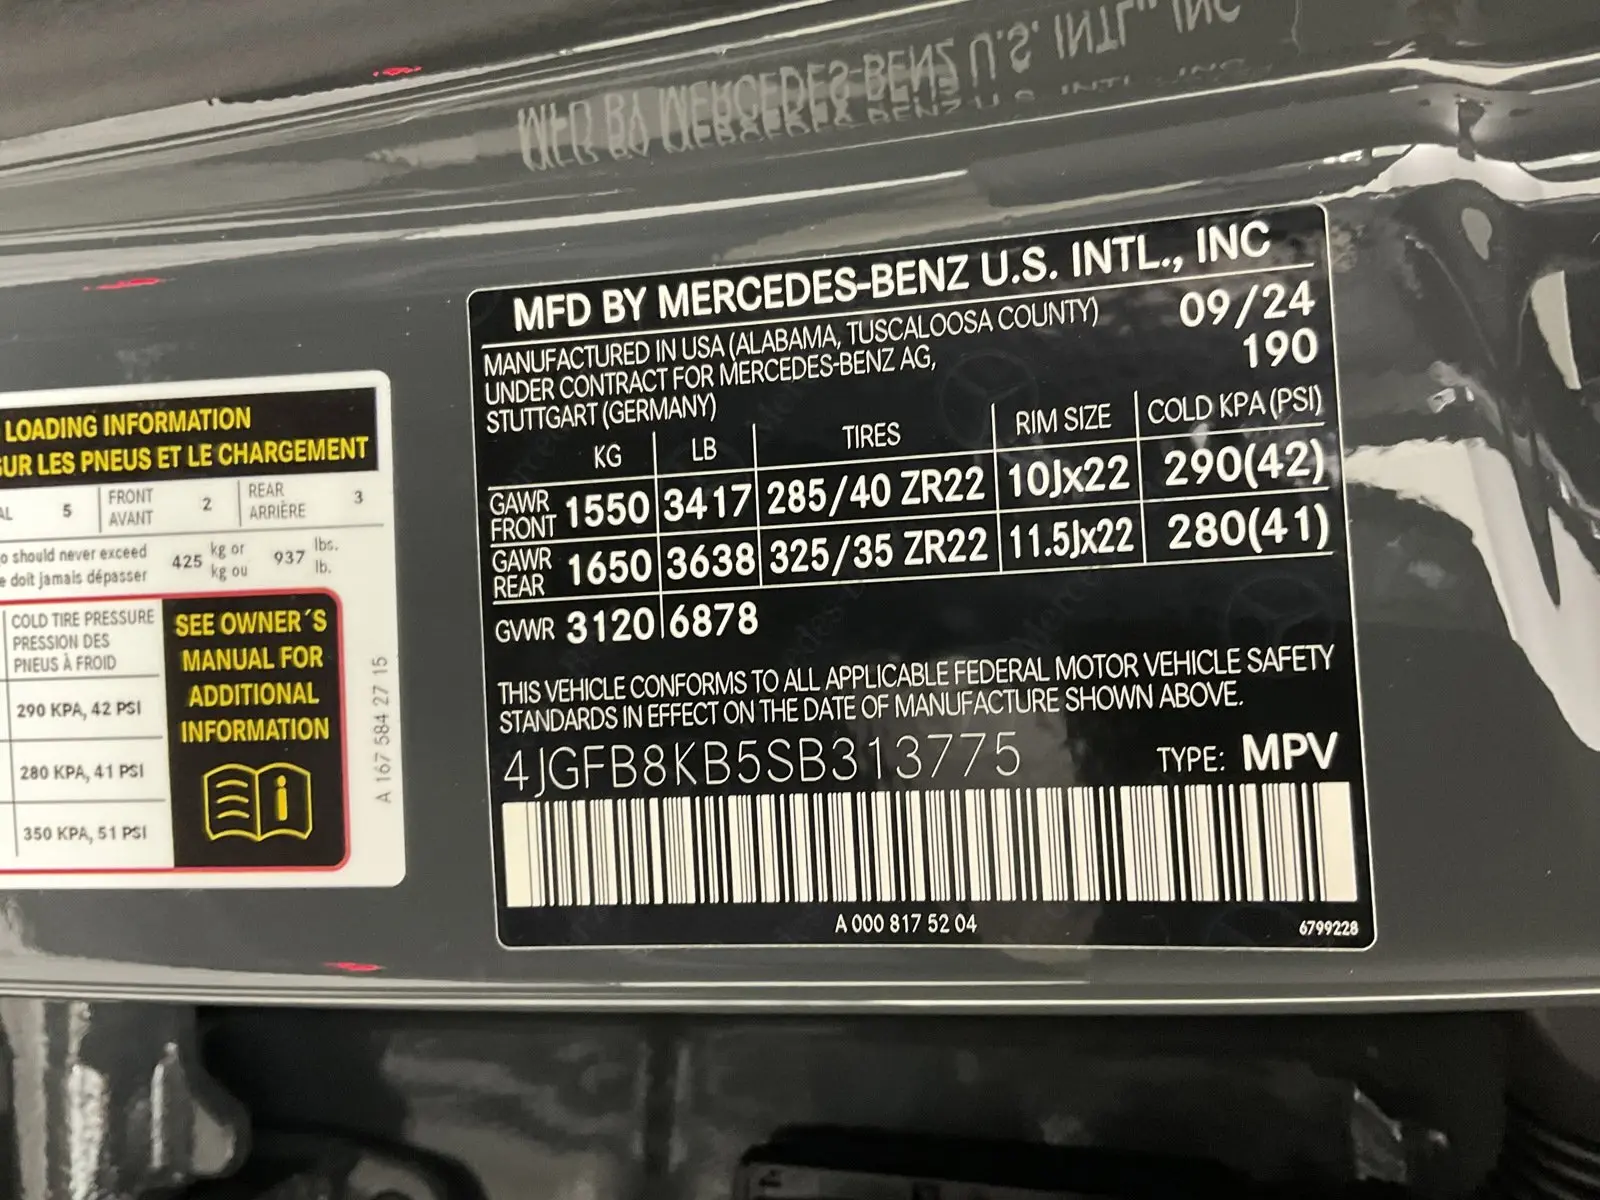 MFD BY MERCEDES-BENZ U.S. INTL., INC
MANUFACTURED IN USA (ALABAMA, TUSCALOOSA COUNTY)
UNDER CONTRACT FOR MERCEDES-BENZ AG,
STUTTGART (GERMANY)
09/24
190
KG LB TIRES RIM SIZE COLD KPA (PSI)
GAWR FRONT 1550 3417 285/40 ZR22 10Jx22 290(42)
GAWR REAR 1650 3638 325/35 ZR22 11.5Jx22 280(41)
GVWR 3120 6878
THIS VEHICLE CONFORMS TO ALL APPLICABLE FEDERAL MOTOR VEHICLE SAFETY
STANDARDS IN EFFECT ON THE DATE OF MANUFACTURE SHOWN ABOVE.
4JGFB8KB5SB313775 TYPE: MPV
A 000 817 52 04 6799228
LOADING INFORMATION
SUR LES PNEUS ET LE CHARGEMENT
5 FRONT AVANT 2 REAR ARRIÈRE 3
should never exceed 425 kg or 937 lbs.
doit jamais dépasser kg ou lb.
COLD TIRE PRESSURE
PRESSION DES
PNEUS À FROID
290 KPA, 42 PSI
280 KPA, 41 PSI
350 KPA, 51 PSI
SEE OWNER´S
MANUAL FOR
ADDITIONAL
INFORMATION
A 167 584 27 15